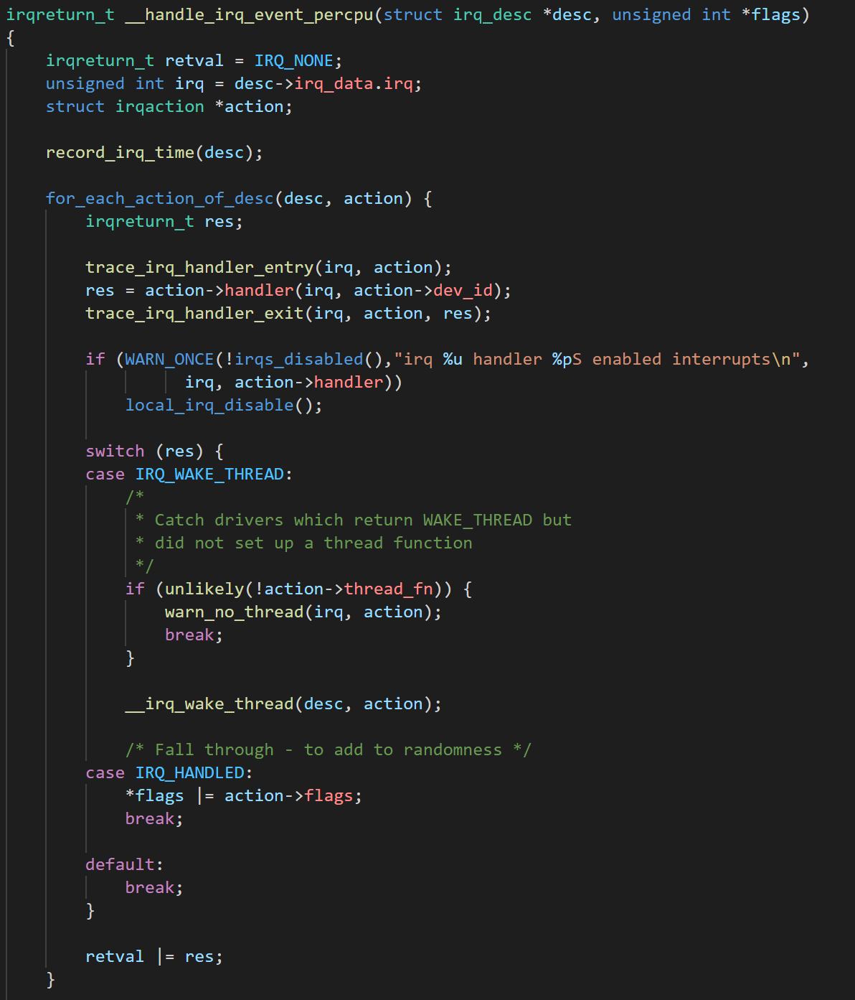 irqreturn_t __handle_irq_event_percpu(struct irq_desc *desc, unsigned int *flags)
{
    irqreturn_t retval = IRQ_NONE;
    unsigned int irq = desc->irq_data.irq;
    struct irqaction *action;

    record_irq_time(desc);

    for_each_action_of_desc(desc, action) {
        irqreturn_t res;

        trace_irq_handler_entry(irq, action);
        res = action->handler(irq, action->dev_id);
        trace_irq_handler_exit(irq, action, res);

        if (WARN_ONCE(!irqs_disabled(),"irq %u handler %pS enabled interrupts\n",
                  irq, action->handler))
            local_irq_disable();

        switch (res) {
        case IRQ_WAKE_THREAD:
            /*
             * Catch drivers which return WAKE_THREAD but
             * did not set up a thread function
             */
            if (unlikely(!action->thread_fn)) {
                warn_no_thread(irq, action);
                break;
            }

            __irq_wake_thread(desc, action);

            /* Fall through - to add to randomness */
        case IRQ_HANDLED:
            *flags |= action->flags;
            break;

        default:
            break;
        }

        retval |= res;
    }